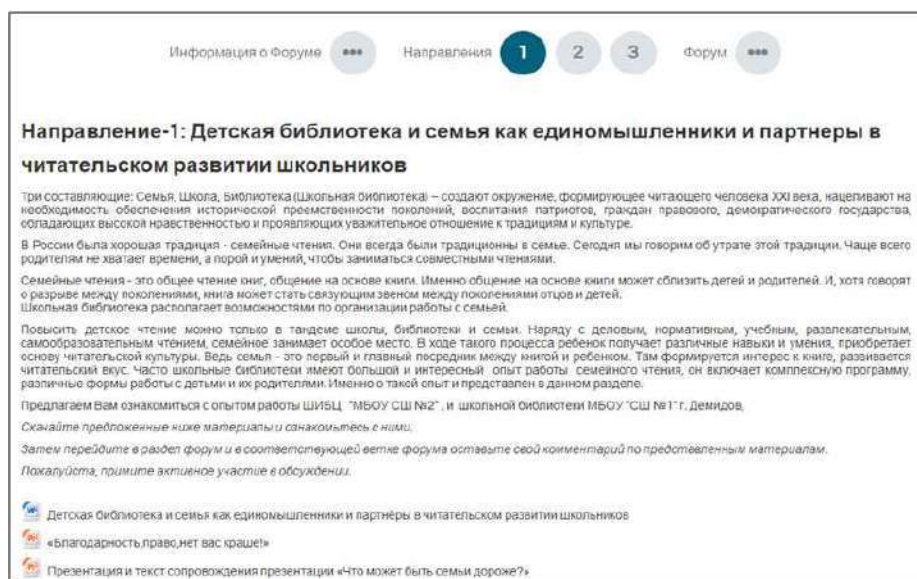 Информация о Форуме ••• Направления 1 2 3 Форум •••
Направление-1: Детская библиотека и семья как единомышленники и партнеры в
читательском развитии школьников
Три составляющие: Семья, Школа, Библиотека (Школьная библиотека) – создают окружение, формирующее читающего человека XXI века, нацеливают на
необходимость обеспечения исторической преемственности поколений, воспитания патриотов, граждан правового, демократического государства,
обладающих высокой нравственностью и проявляющих уважительное отношение к традициям и культуре.
В России была хорошая традиция - семейные чтения. Они всегда были традиционны в семье. Сегодня мы говорим об утрате этой традиции. Чаще всего
родителям не хватает времени, а порой и умений, чтобы заниматься совместными чтениями.
Семейные чтения - это общее чтение книг, общение на основе книги. Именно общение на основе книги может сблизить детей и родителей. И, хотя говорят
о разрыве между поколениями, книга может стать связующим звеном между поколениями отцов и детей.
Школьная библиотека располагает возможностями по организации работы с семьей.
Повысить детское чтение можно только в тандеме школы, библиотеки и семьи. Наряду с деловым, нормативным, учебным, развлекательным,
самообразовательным чтением, семейное занимает особое место. В ходе такого процесса ребенок получает различные навыки и умения, приобретает
основу читательской культуры. Ведь семья - это первый и главный посредник между книгой и ребенком. Там формируется интерес к книге, развивается
читательский вкус. Часто школьные библиотеки имеют большой и интересный опыт работы семейного чтения, он включает комплексную программу,
различные формы работы с детьми и их родителями. Именно о такой опыт и представлен в данном разделе.
Предлагаем Вам ознакомиться с опытом работы ШИБЦ "МБОУ СШ №2" , и школьной библиотеки МБОУ "СШ №1" г. Демидов,
Скачайте предложенные ниже материалы и ознакомьтесь с ними.
Затем перейдите в раздел форум и в соответствующей ветке форума оставьте свой комментарий по представленным материалам.
Пожалуйста, примите активное участие в обсуждении.
Детская библиотека и семья как единомышленники и партнёры в читательском развитии школьников
«Благодарность,право,нет вас краше!»
Презентация и текст сопровождения презентации «Что может быть семьи дороже?»